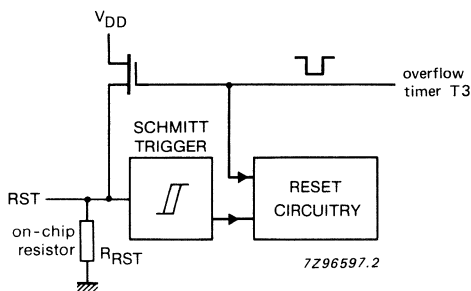 VDD
overflow
timer T3
SCHMITT
TRIGGER
RST
RESET
CIRCUITRY
on-chip
resistor
RRST
7Z96597.2